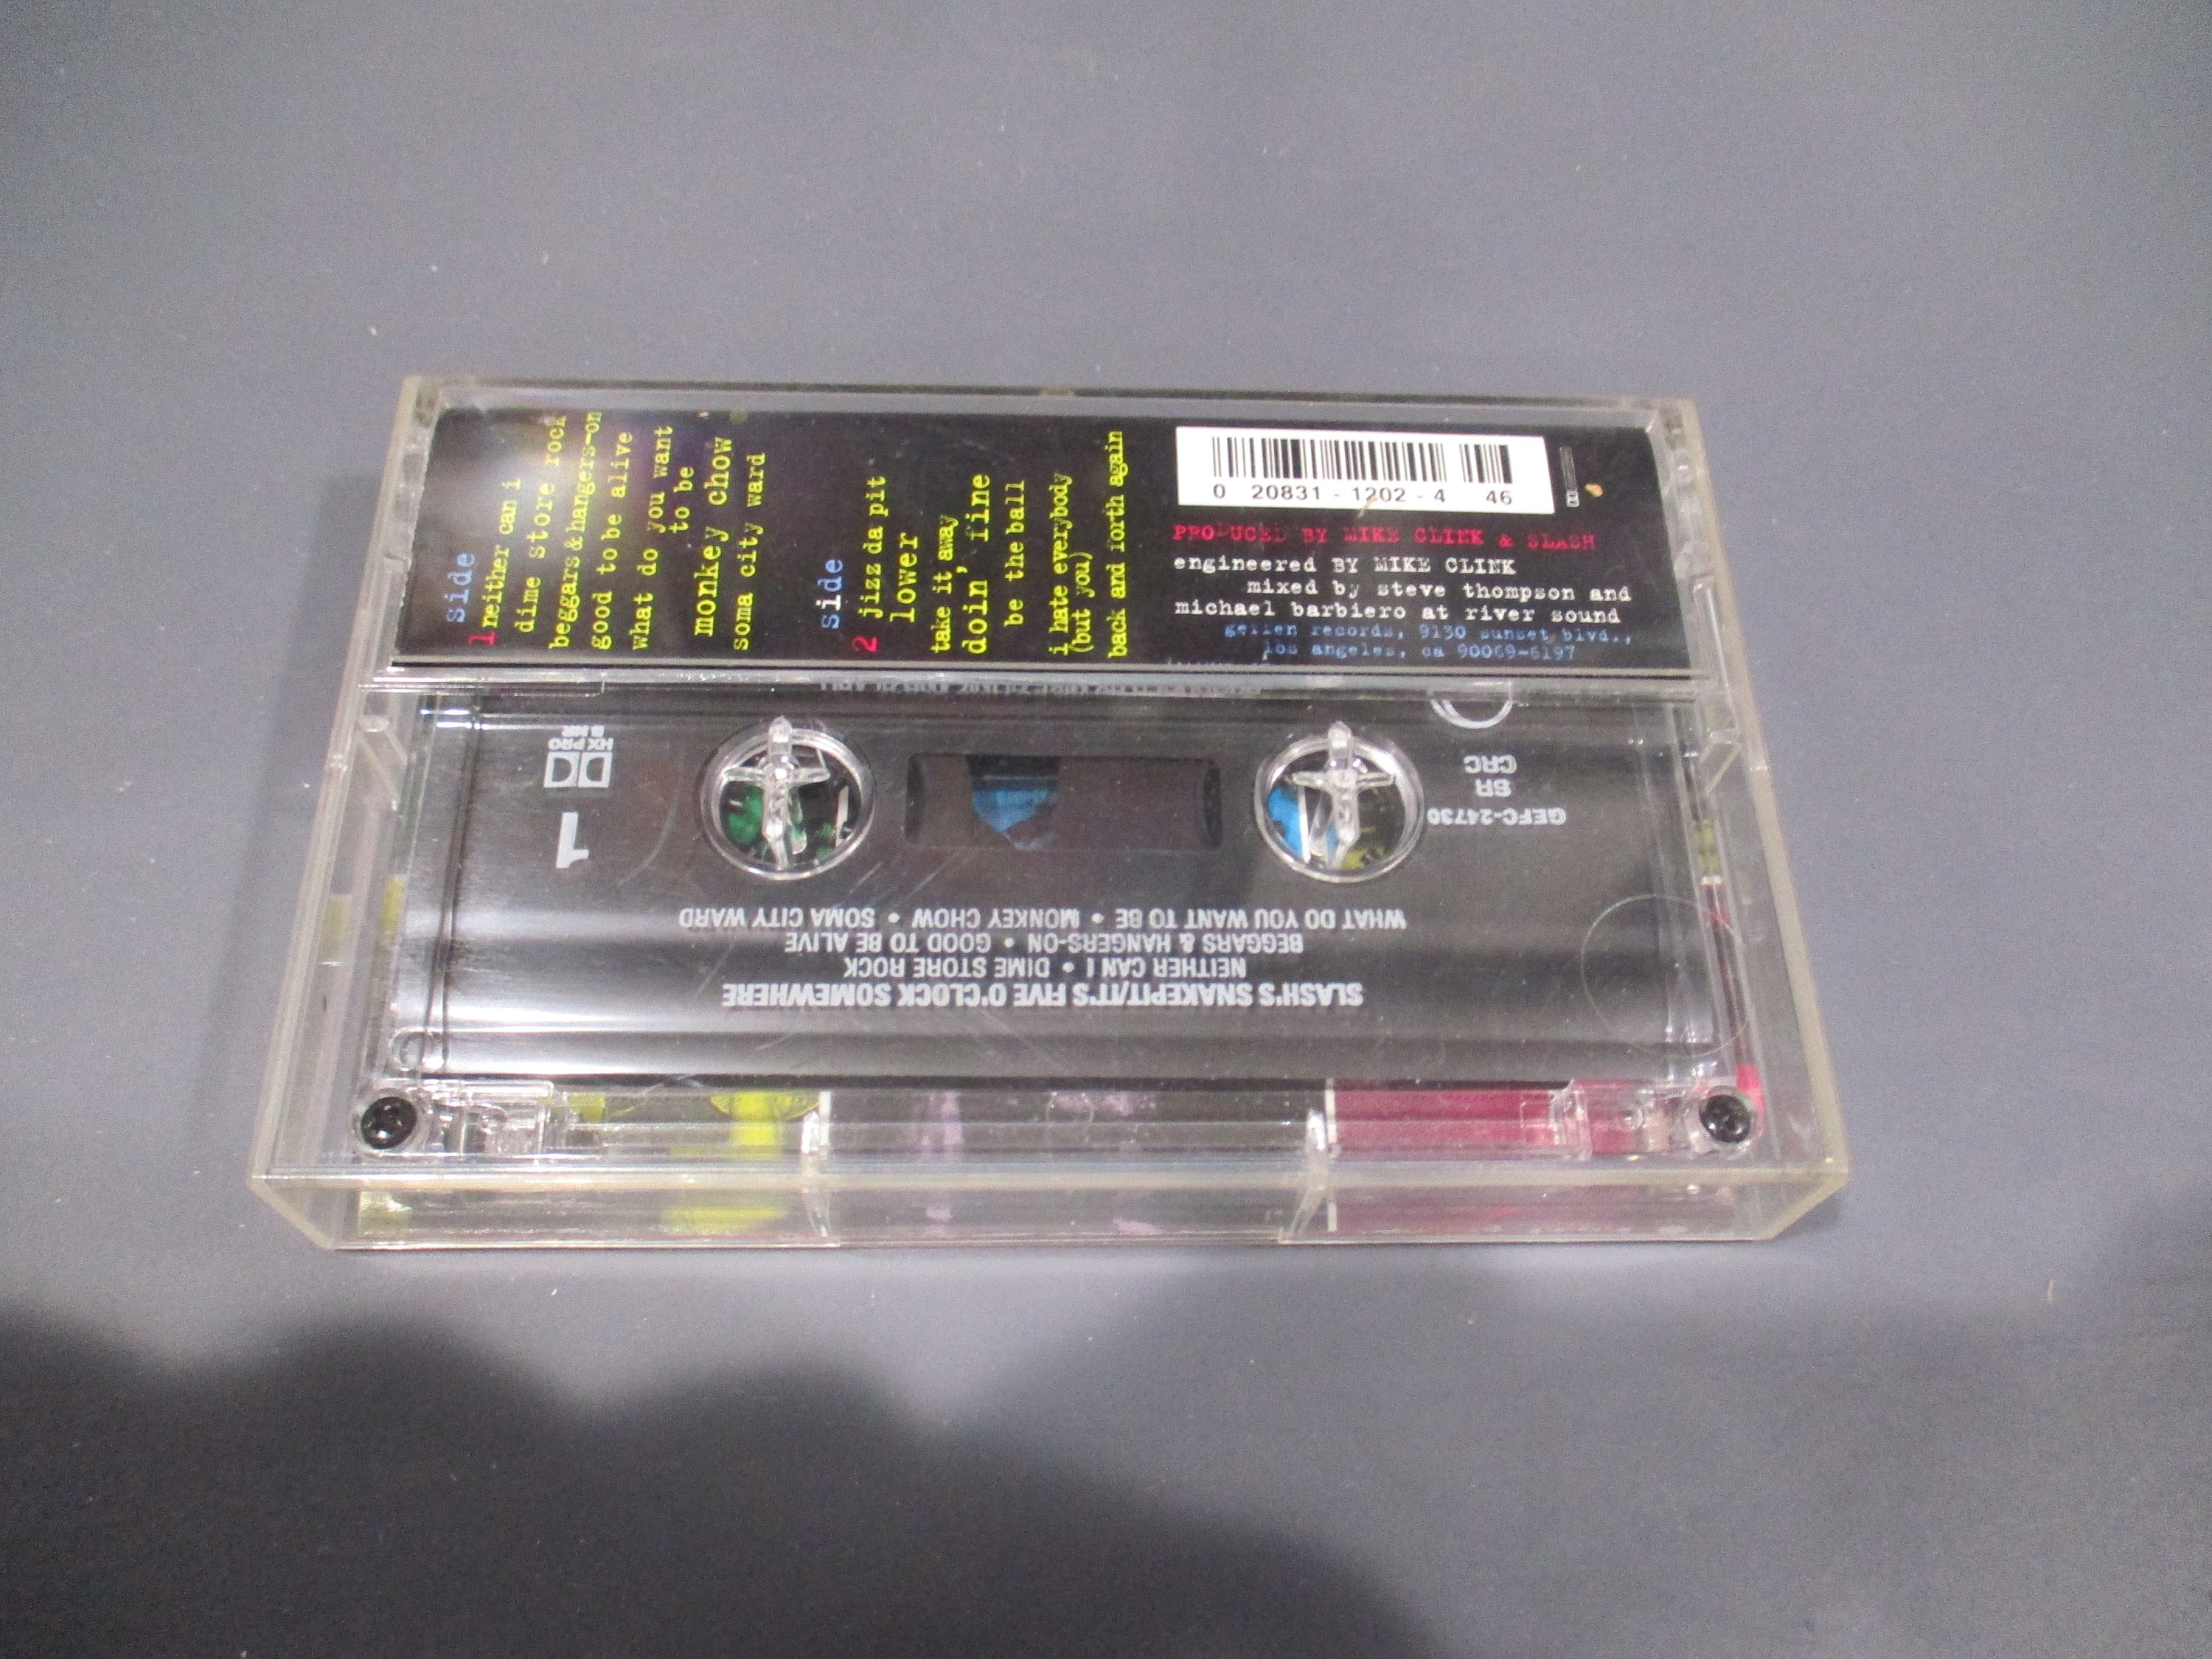 side
1 neither can i
dime store rock
beggars & hangers-on
good to be alive
what do you want
to be
monkey chow
soma city ward
side
2 jizz da pit
lower
take it away
doin' fine
be the ball
i hate everybody
(but you)
back and forth again
0 20831 - 1202 - 4 46
PRODUCED BY MIKE CLINK & SLASH
engineered BY MIKE CLINK
mixed by steve thompson and
michael barbiero at river sound
geffen records, 9130 sunset blvd.,
los angeles, ca 90069-6197
SLASH'S SNAKEPIT/IT'S FIVE O'CLOCK SOMEWHERE
NEITHER CAN I • DIME STORE ROCK
BEGGARS & HANGERS-ON • GOOD TO BE ALIVE
WHAT DO YOU WANT TO BE • MONKEY CHOW • SOMA CITY WARD
GEFC-24730
SR
CRC
1
HX PRO
B NR